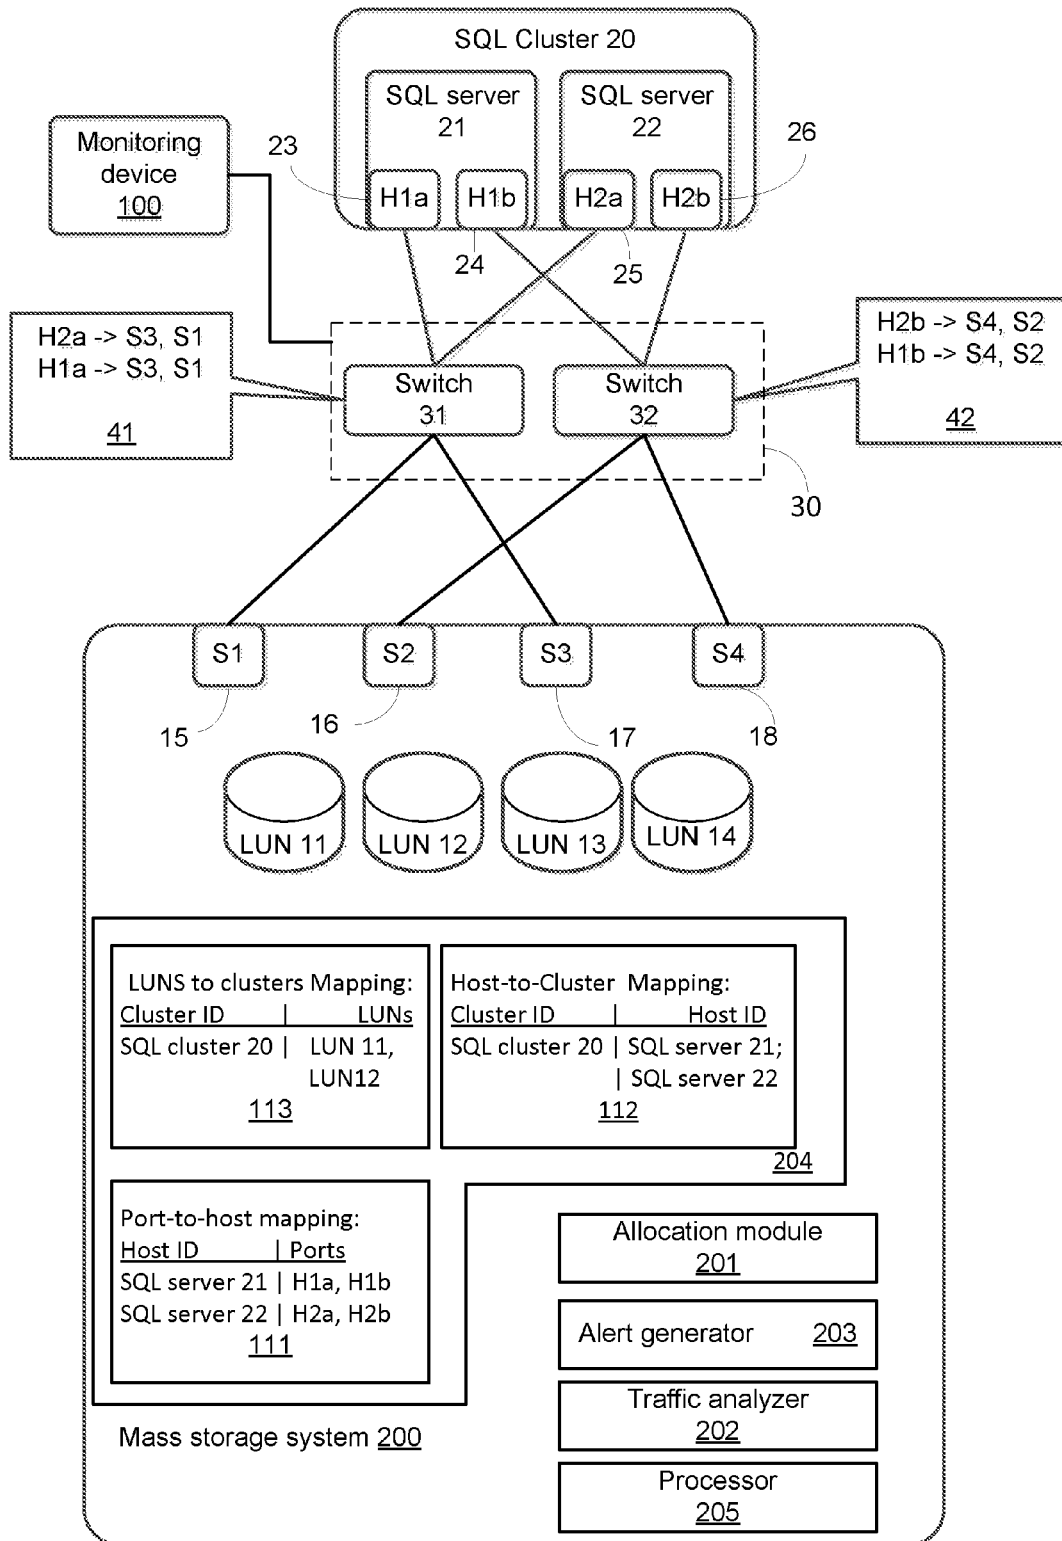 SQL Cluster 20
SQL server
21
SQL server
22
Monitoring
device
100
23
26
H1a
H1b
H2a
H2b
24
25
H2a -> S3, S1
H1a -> S3, S1
41
H2b -> S4, S2
H1b -> S4, S2
42
Switch
31
Switch
32
30
S1
S2
S3
S4
15
16
17
18
LUN 11
LUN 12
LUN 13
LUN 14
LUNS to clusters Mapping:
Cluster ID | LUNs
SQL cluster 20 | LUN 11,
LUN12
113
Host-to-Cluster Mapping:
Cluster ID | Host ID
SQL cluster 20 | SQL server 21;
| SQL server 22
112
204
Port-to-host mapping:
Host ID | Ports
SQL server 21 | H1a, H1b
SQL server 22 | H2a, H2b
111
Allocation module
201
Alert generator 203
Traffic analyzer
202
Processor
205
Mass storage system 200